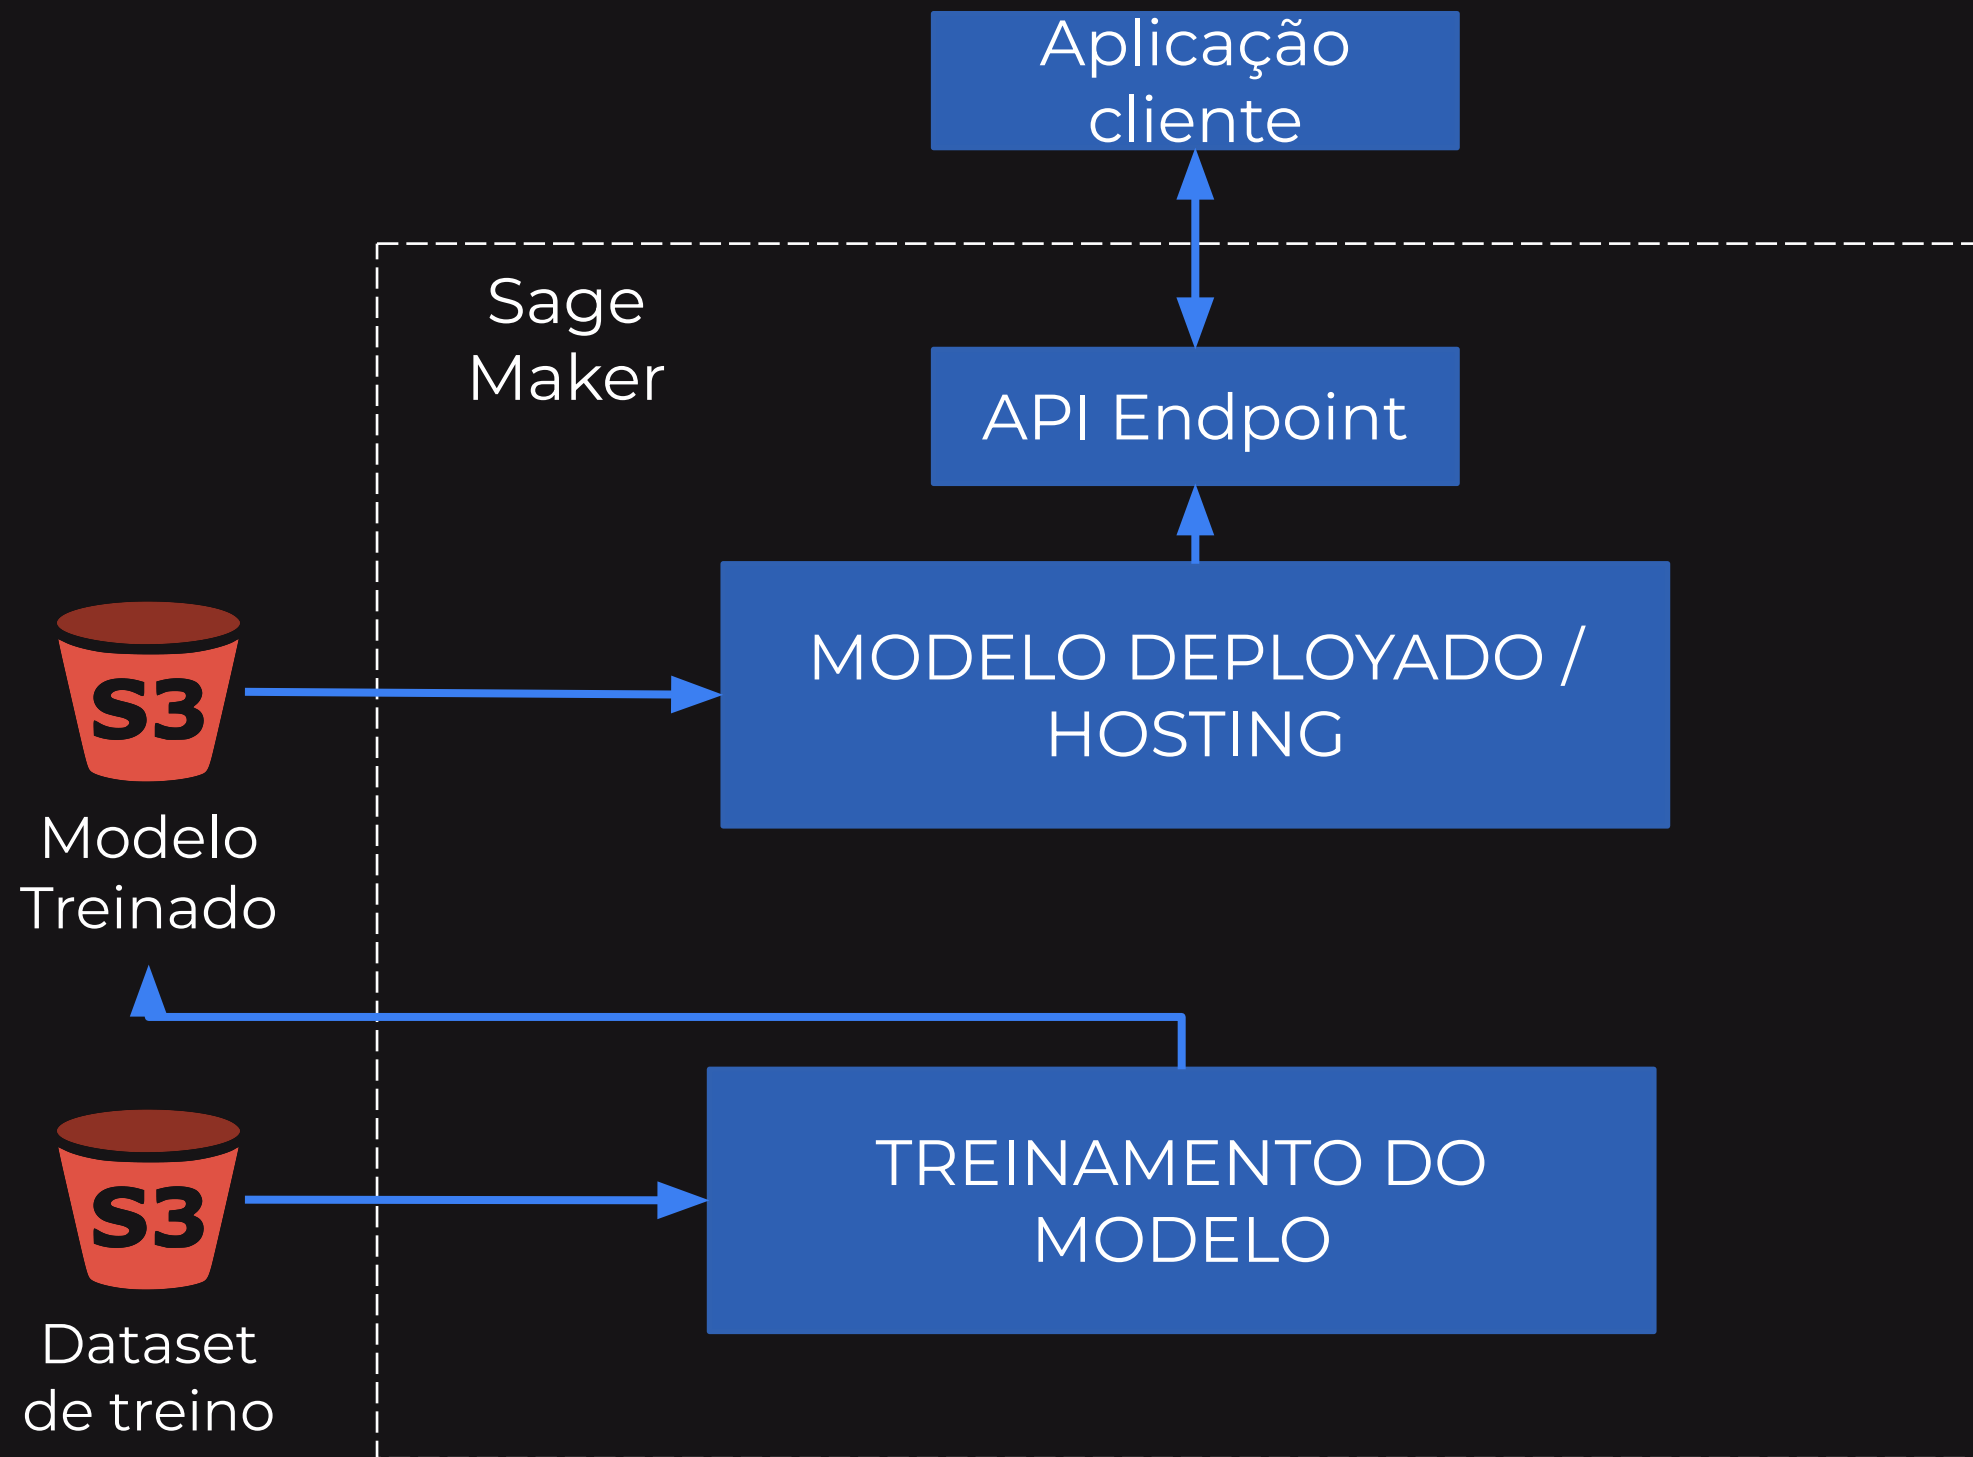 Aplicação
cliente
Sage
Maker
API Endpoint
MODELO DEPLOYADO /
HOSTING
S3
Modelo
Treinado
TREINAMENTO DO
MODELO
S3
Dataset
de treino